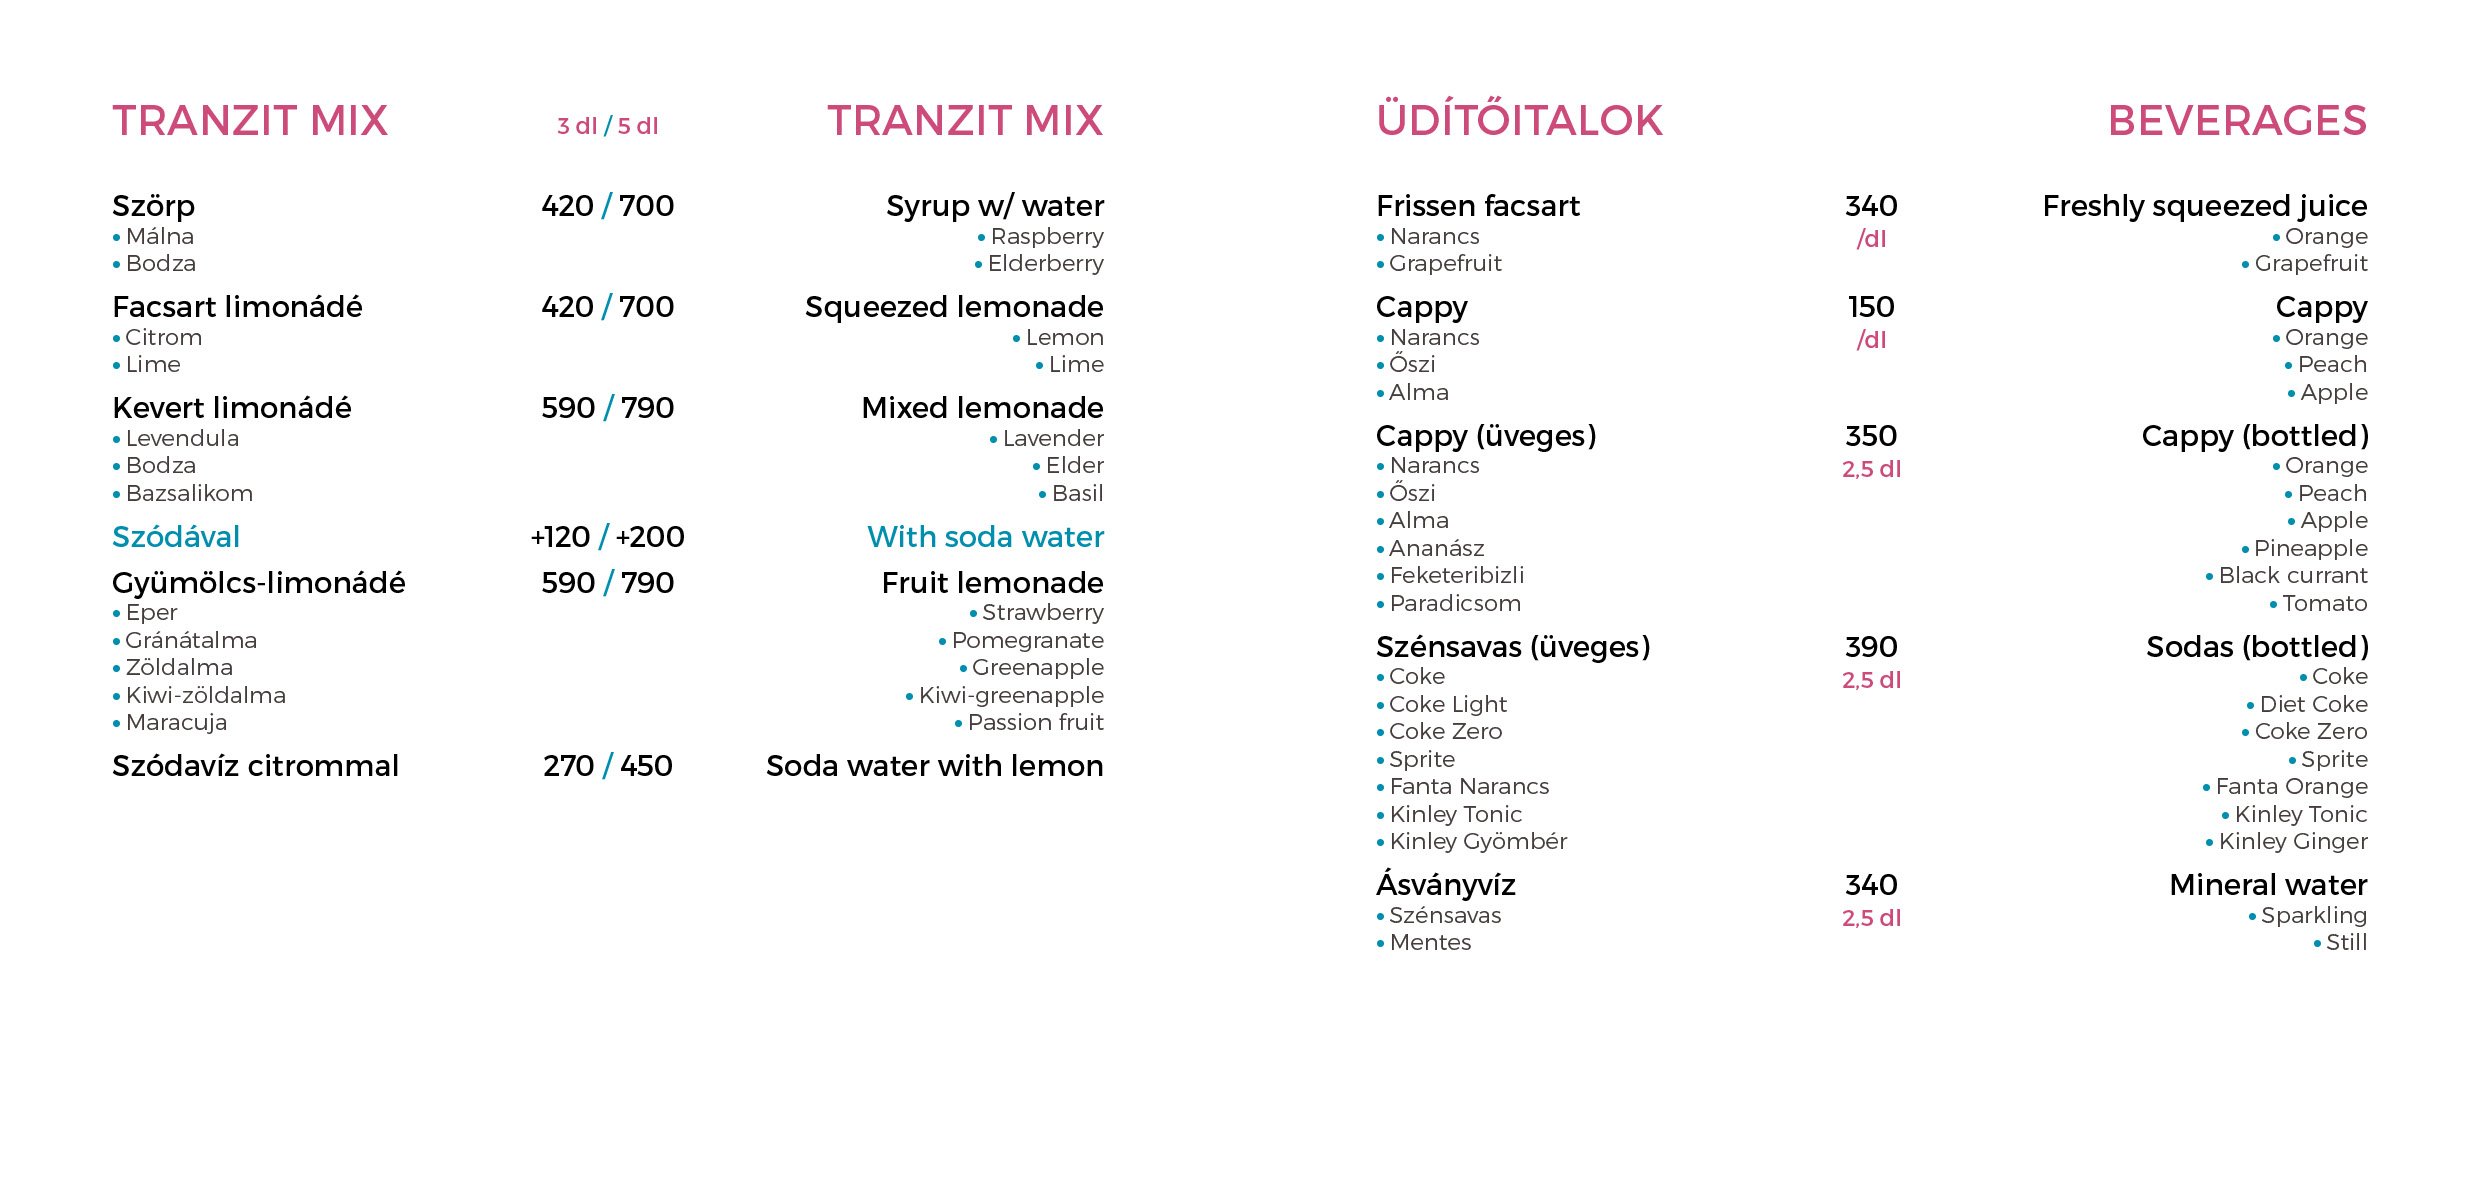 TRANZIT MIX 3 dl / 5 dl TRANZIT MIX
Szörp 420 / 700 Syrup w/ water
• Málna • Raspberry
• Bodza • Elderberry
Facsart limonádé 420 / 700 Squeezed lemonade
• Citrom • Lemon
• Lime • Lime
Kevert limonádé 590 / 790 Mixed lemonade
• Levendula • Lavender
• Bodza • Elder
• Bazsalikom • Basil
Szódával +120 / +200 With soda water
Gyümölcs-limonádé 590 / 790 Fruit lemonade
• Eper • Strawberry
• Gránátalma • Pomegranate
• Zöldalma • Greenapple
• Kiwi-zöldalma • Kiwi-greenapple
• Maracuja • Passion fruit
Szódavíz citrommal 270 / 450 Soda water with lemon
ÜDÍTŐITALOK BEVERAGES
Frissen facsart 340 Freshly squeezed juice
• Narancs /dl • Orange
• Grapefruit • Grapefruit
Cappy 150 Cappy
• Narancs /dl • Orange
• Őszi • Peach
• Alma • Apple
Cappy (üveges) 350 Cappy (bottled)
• Narancs 2,5 dl • Orange
• Őszi • Peach
• Alma • Apple
• Ananász • Pineapple
• Feketeribizli • Black currant
• Paradicsom • Tomato
Szénsavas (üveges) 390 Sodas (bottled)
• Coke 2,5 dl • Coke
• Coke Light • Diet Coke
• Coke Zero • Coke Zero
• Sprite • Sprite
• Fanta Narancs • Fanta Orange
• Kinley Tonic • Kinley Tonic
• Kinley Gyömbér • Kinley Ginger
Ásványvíz 340 Mineral water
• Szénsavas 2,5 dl • Sparkling
• Mentes • Still